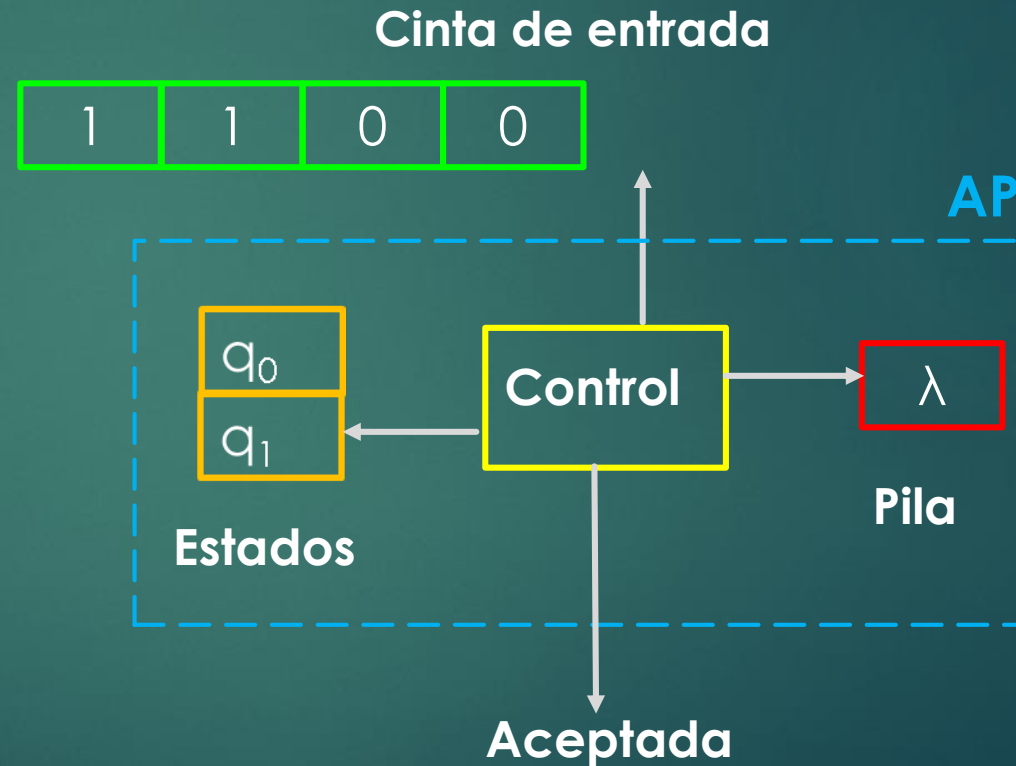 Cinta de entrada
1 1 0 0
AP
q₀
Control
λ
q₁
Pila
Estados
Aceptada